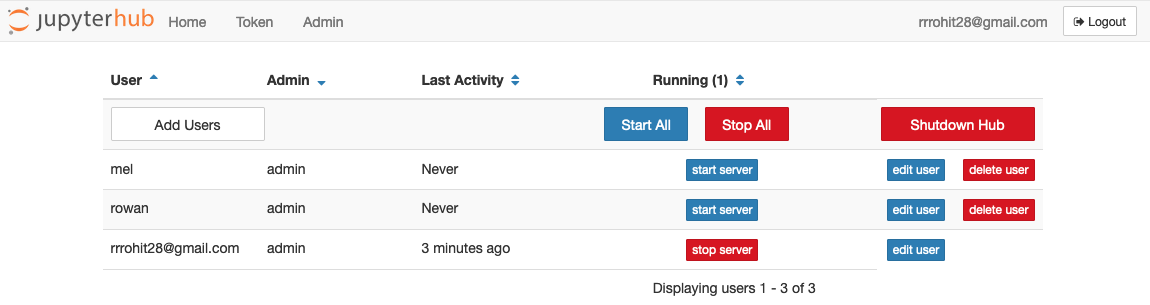 jupyterhub Home Token Admin rrrohit28@gmail.com Logout
User Admin Last Activity Running (1)
Add Users Start All Stop All Shutdown Hub
mel admin Never start server edit user delete user
rowan admin Never start server edit user delete user
rrrohit28@gmail.com admin 3 minutes ago stop server edit user
Displaying users 1 - 3 of 3